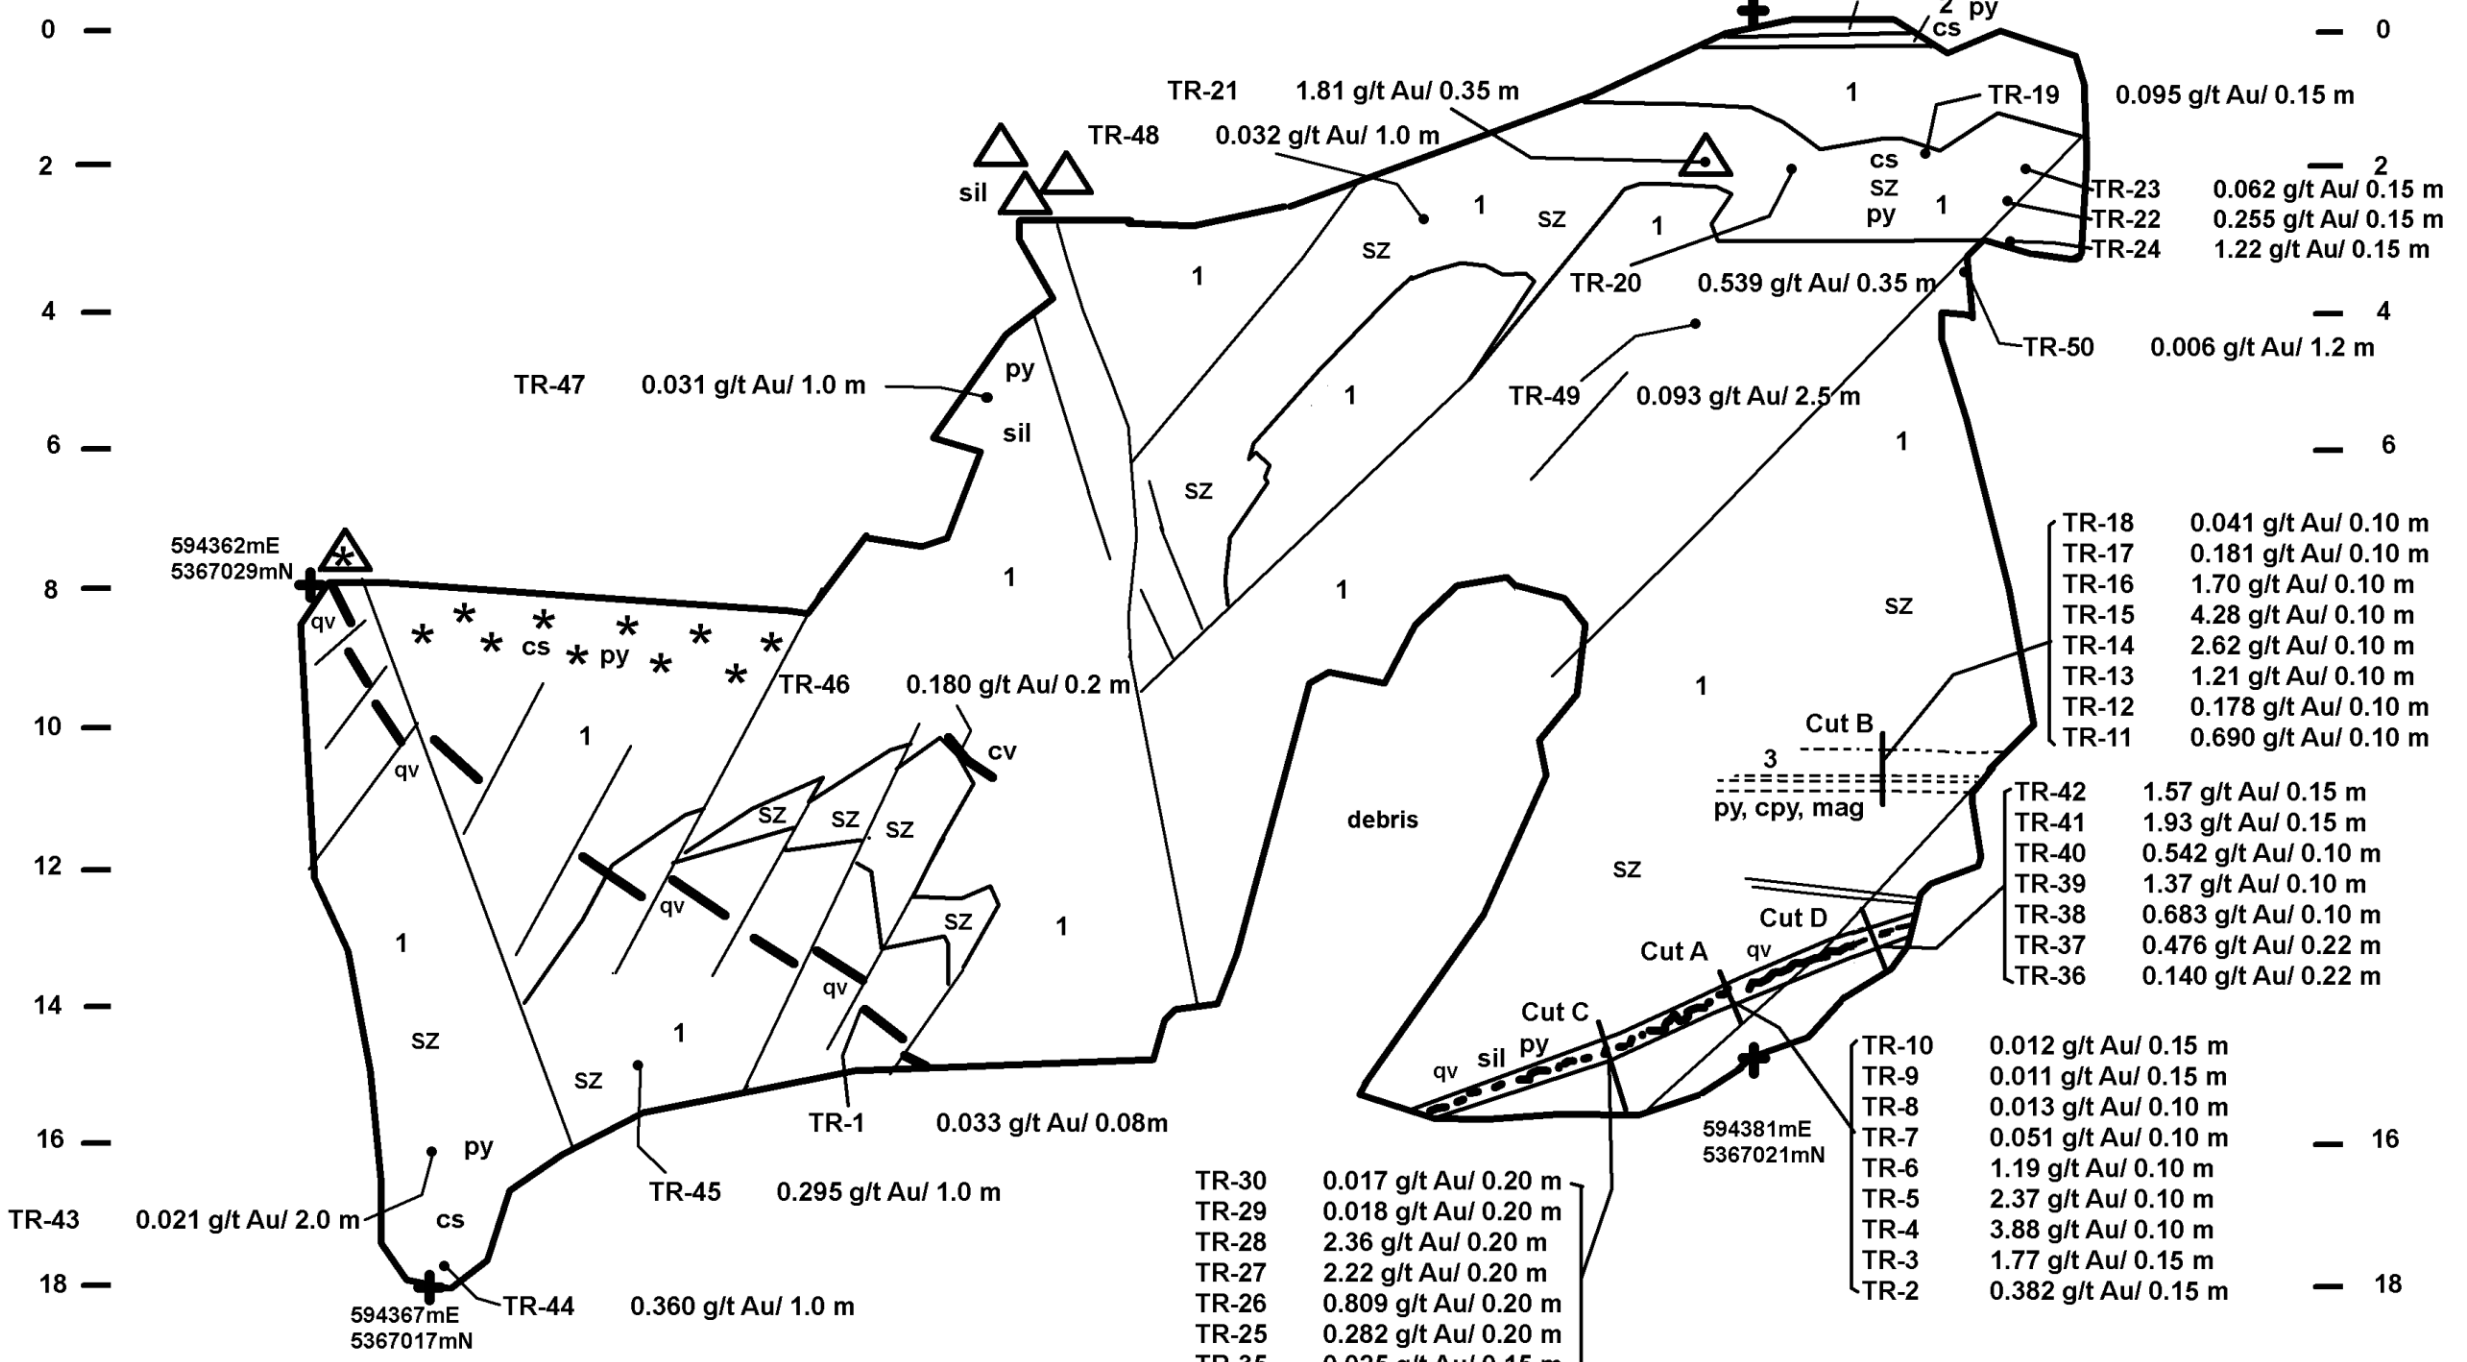 2 py
0
cs
0
TR-21 1.81 g/t Au/ 0.35 m
1
TR-19 0.095 g/t Au/ 0.15 m
TR-48 0.032 g/t Au/ 1.0 m
2
cs
2
sil
sz
TR-23 0.062 g/t Au/ 0.15 m
1
sz
1
py
1
TR-22 0.255 g/t Au/ 0.15 m
sz
TR-24 1.22 g/t Au/ 0.15 m
1
TR-20 0.539 g/t Au/ 0.35 m
4
4
TR-50 0.006 g/t Au/ 1.2 m
py
TR-47 0.031 g/t Au/ 1.0 m
1
TR-49 0.093 g/t Au/ 2.5 m
sil
6
1
6
sz
TR-18 0.041 g/t Au/ 0.10 m
594362mE
5367029mN
*
TR-17 0.181 g/t Au/ 0.10 m
8
1
1
TR-16 1.70 g/t Au/ 0.10 m
sz
qv
TR-15 4.28 g/t Au/ 0.10 m
cs
py
TR-14 2.62 g/t Au/ 0.10 m
TR-46 0.180 g/t Au/ 0.2 m
1
TR-13 1.21 g/t Au/ 0.10 m
TR-12 0.178 g/t Au/ 0.10 m
10
1
Cut B
TR-11 0.690 g/t Au/ 0.10 m
cv
qv
3
TR-42 1.57 g/t Au/ 0.15 m
py, cpy, mag
sz
sz
sz
debris
TR-41 1.93 g/t Au/ 0.15 m
TR-40 0.542 g/t Au/ 0.10 m
12
sz
TR-39 1.37 g/t Au/ 0.10 m
qv
sz
1
Cut D
TR-38 0.683 g/t Au/ 0.10 m
1
Cut A
qv
TR-37 0.476 g/t Au/ 0.22 m
TR-36 0.140 g/t Au/ 0.22 m
qv
14
Cut C
1
sz
py
TR-10 0.012 g/t Au/ 0.15 m
sil
qv
sz
TR-9 0.011 g/t Au/ 0.15 m
TR-8 0.013 g/t Au/ 0.10 m
TR-1 0.033 g/t Au/ 0.08m
594381mE
5367021mN
TR-7 0.051 g/t Au/ 0.10 m
16
16
py
TR-6 1.19 g/t Au/ 0.10 m
TR-45 0.295 g/t Au/ 1.0 m
TR-30 0.017 g/t Au/ 0.20 m
TR-5 2.37 g/t Au/ 0.10 m
TR-43 0.021 g/t Au/ 2.0 m
cs
TR-29 0.018 g/t Au/ 0.20 m
TR-4 3.88 g/t Au/ 0.10 m
TR-28 2.36 g/t Au/ 0.20 m
TR-3 1.77 g/t Au/ 0.15 m
TR-27 2.22 g/t Au/ 0.20 m
TR-2 0.382 g/t Au/ 0.15 m
18
18
594367mE
5367017mN
TR-44 0.360 g/t Au/ 1.0 m
TR-26 0.809 g/t Au/ 0.20 m
TR-25 0.282 g/t Au/ 0.20 m